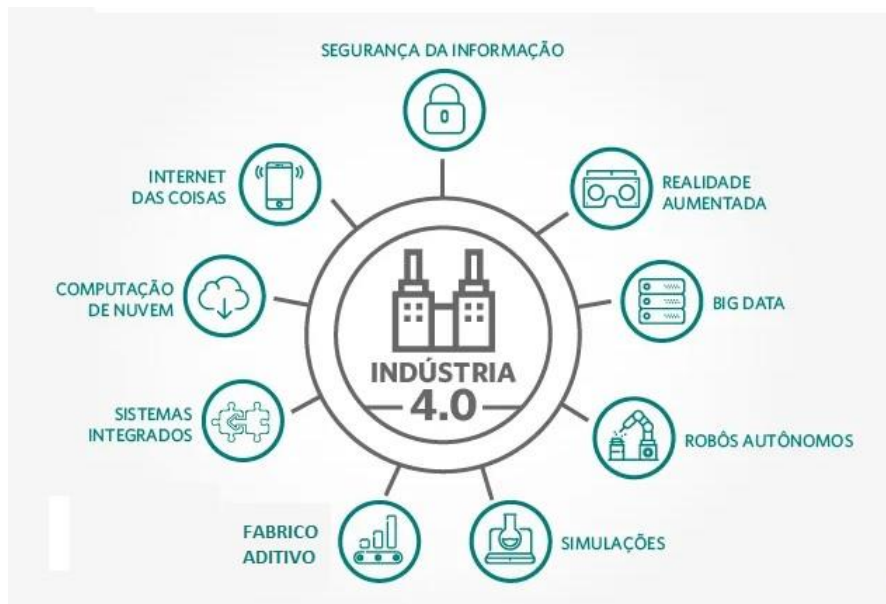 SEGURANÇA DA INFORMAÇÃO
INTERNET
DAS COISAS
REALIDADE
AUMENTADA
COMPUTAÇÃO
DE NUVEM
BIG DATA
INDÚSTRIA
4.0
SISTEMAS
INTEGRADOS
ROBÔS AUTÔNOMOS
FABRICO
ADITIVO
SIMULAÇÕES